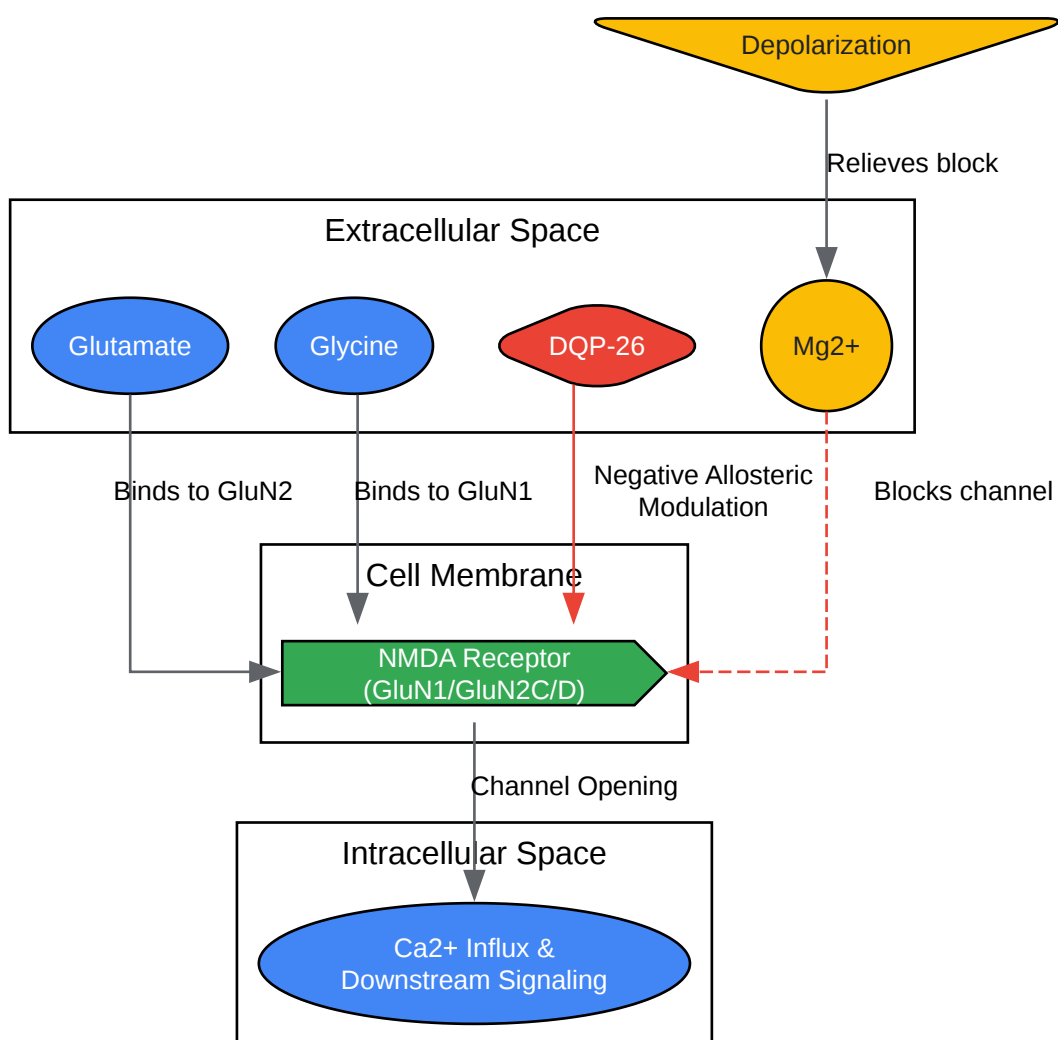 Depolarization
Relieves block
Extracellular Space
Glutamate
Glycine
DQP-26
Mg2+
Binds to GluN2
Binds to GluN1
Negative Allosteric
Modulation
Blocks channel
Cell Membrane
NMDA Receptor
(GluN1/GluN2C/D)
Channel Opening
Intracellular Space
Ca2+ Influx &
Downstream Signaling